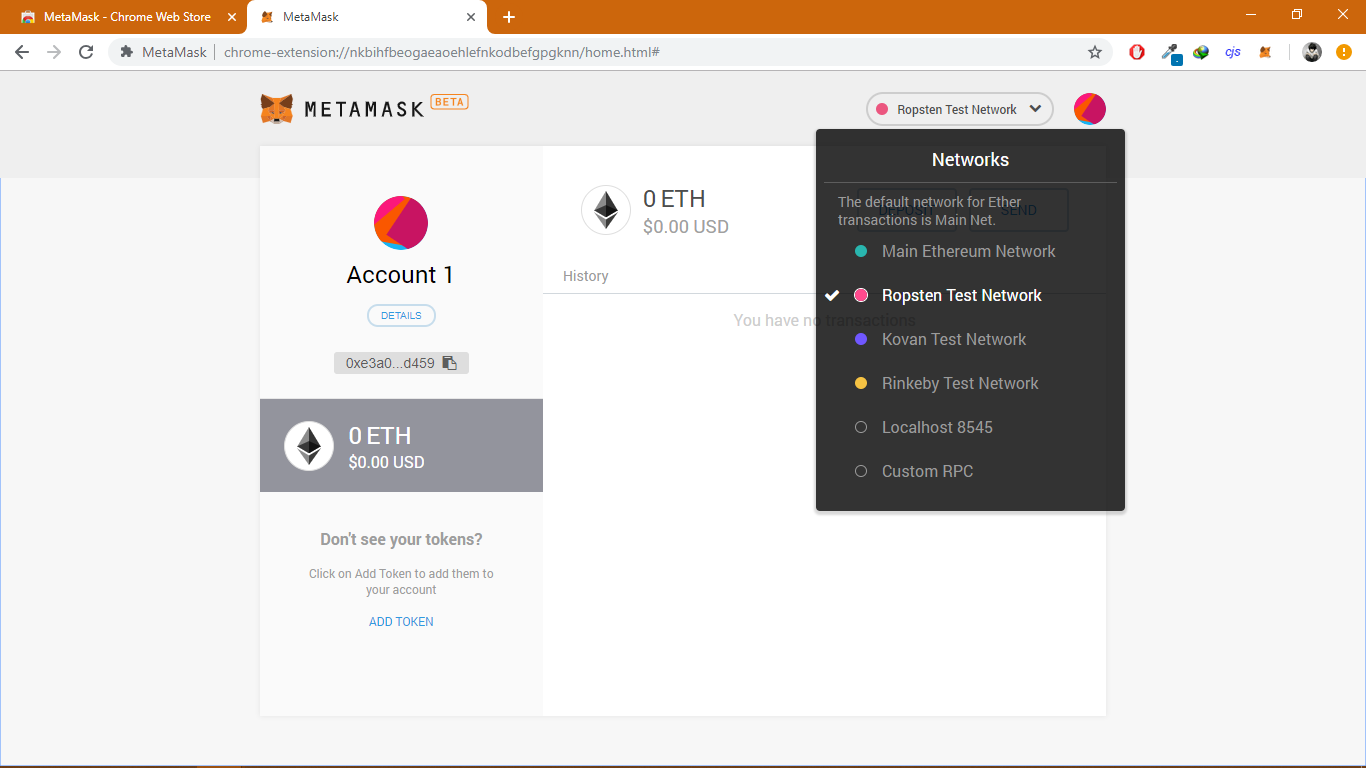 MetaMask - Chrome Web Store
MetaMask
MetaMask
chrome-extension://nkbihfbeogaeaoehlefnkodbefgpgknn/home.html#
cjs
METAMASK
BETA
Ropsten Test Network
Account 1
DETAILS
0xe3a0...d459
0 ETH
$0.00 USD
Don't see your tokens?
Click on Add Token to add them to
your account
ADD TOKEN
0 ETH
$0.00 USD
DEPOSIT
SEND
History
You have no transactions
Networks
The default network for Ether
transactions is Main Net.
Main Ethereum Network
Ropsten Test Network
Kovan Test Network
Rinkeby Test Network
Localhost 8545
Custom RPC